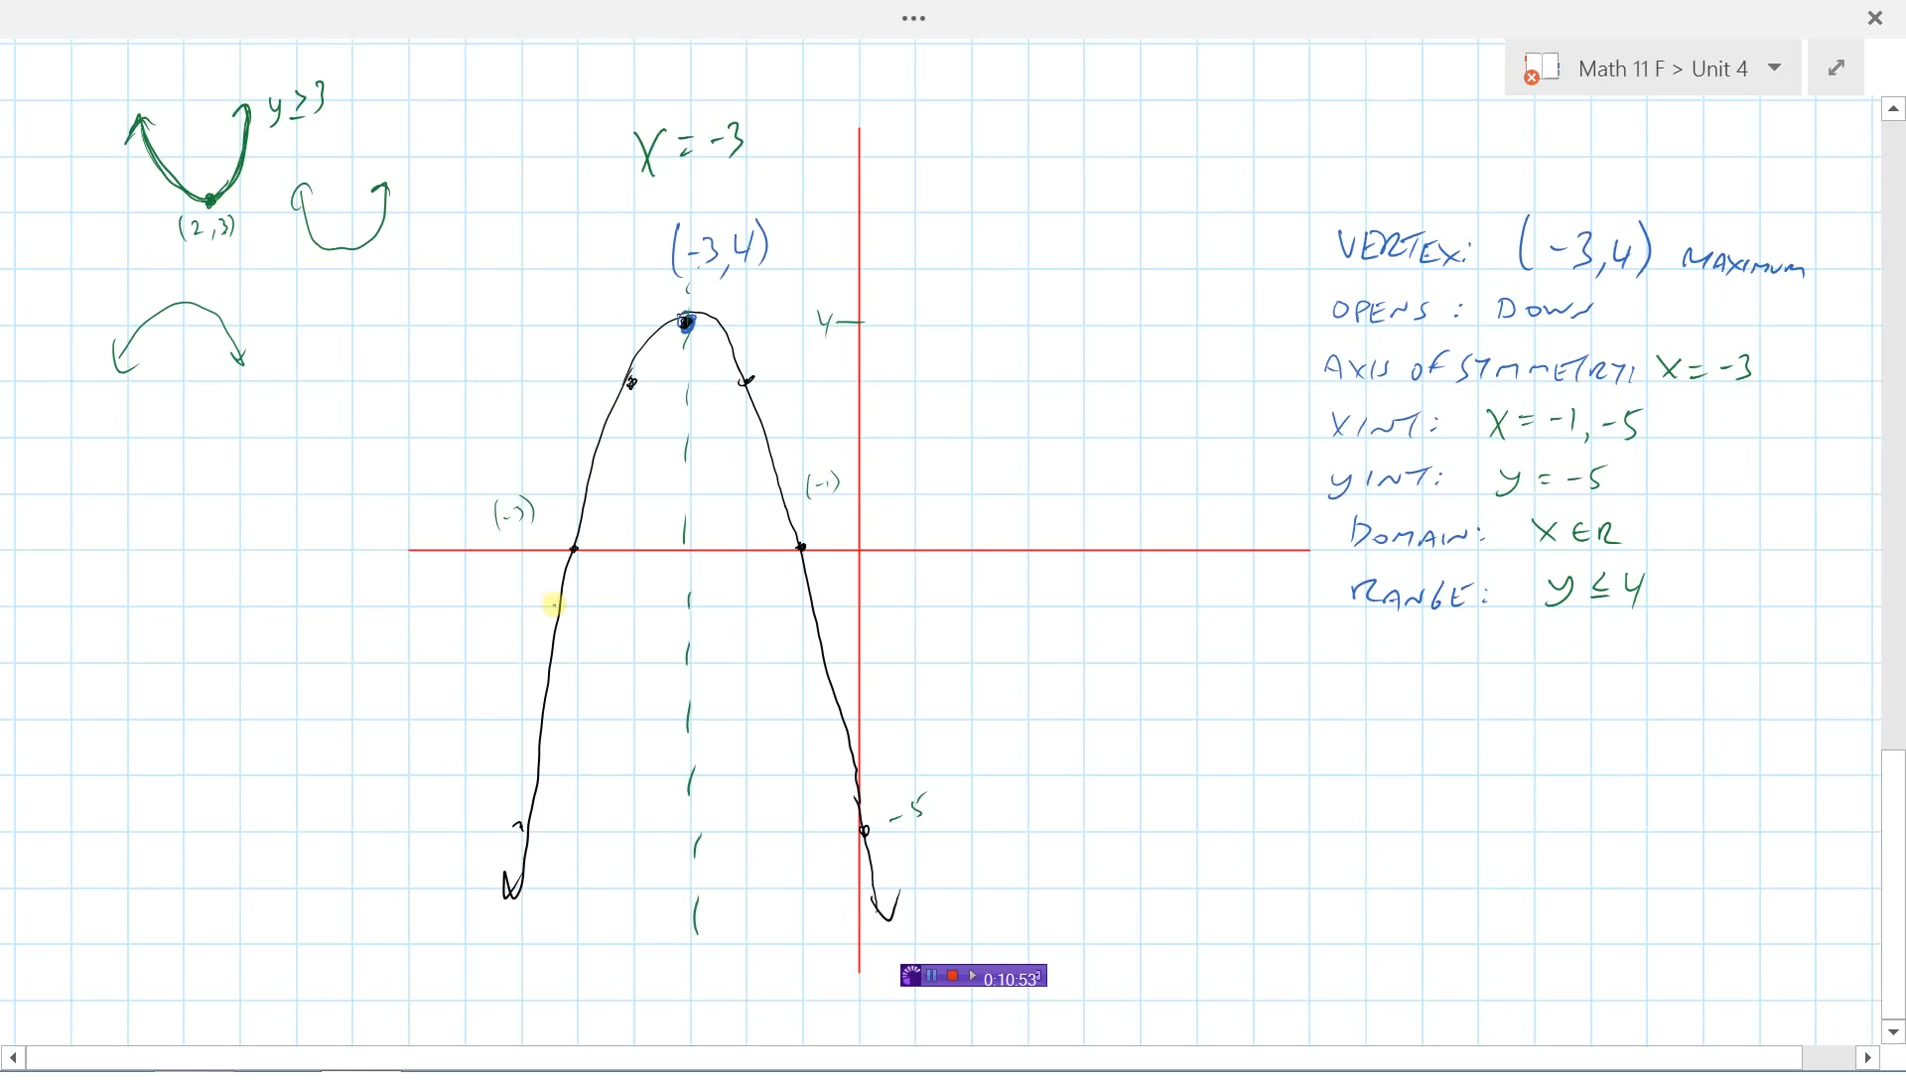 Math 11 F > Unit 4
y ≥ 3
(2,3)
X = -3
(-3,4)
4
(-1)
-5
0:10:53
VERTEX: (-3,4) MAXIMUM
OPENS: DOWN
AXIS OF SYMMETRY: X = -3
X INT: X = -1, -5
Y INT: y = -5
DOMAIN: X ∈ R
RANGE: y ≤ 4